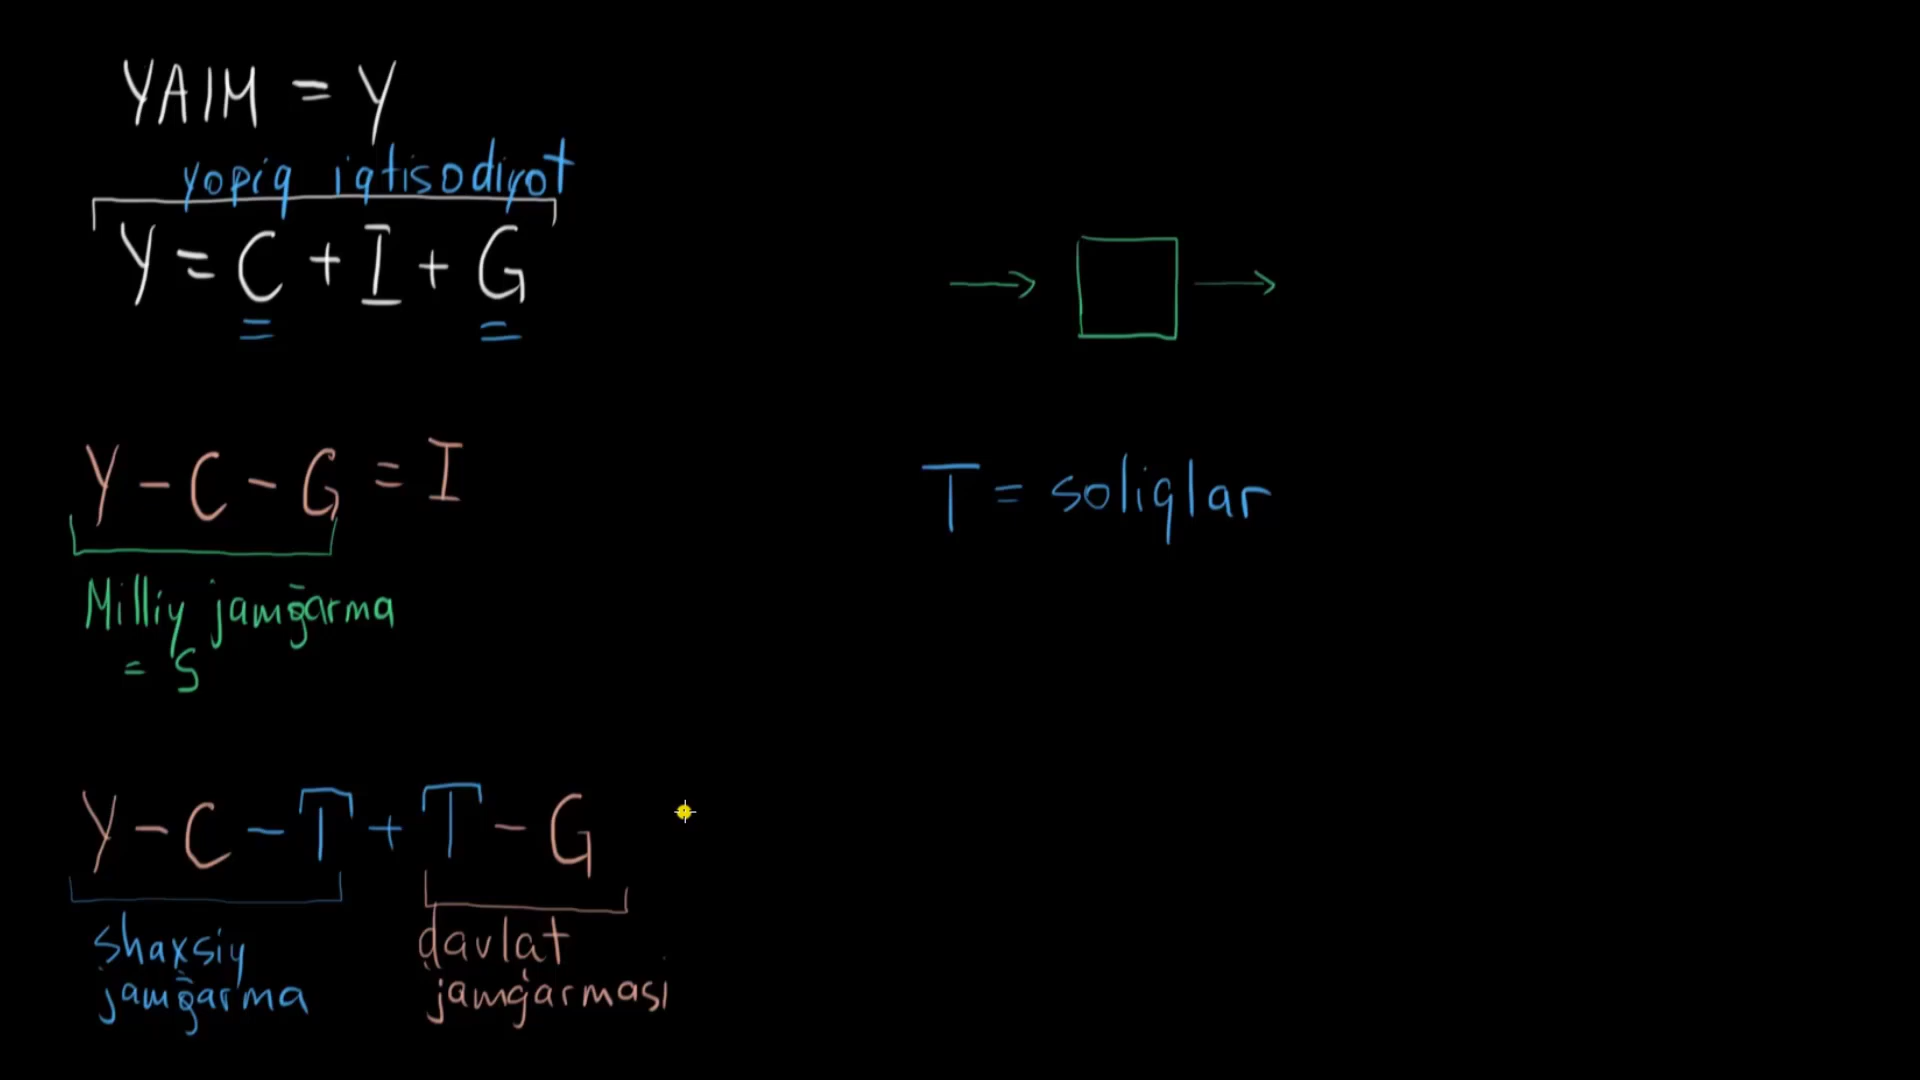 YAIM = Y
yopiq iqtisodiyot
Y = C + I + G
Y - C - G = I
T = soliqlar
Milliy jamg'arma
= S
Y - C - T + T - G
shaxsiy
jamg'arma
davlat
jamg'armasi